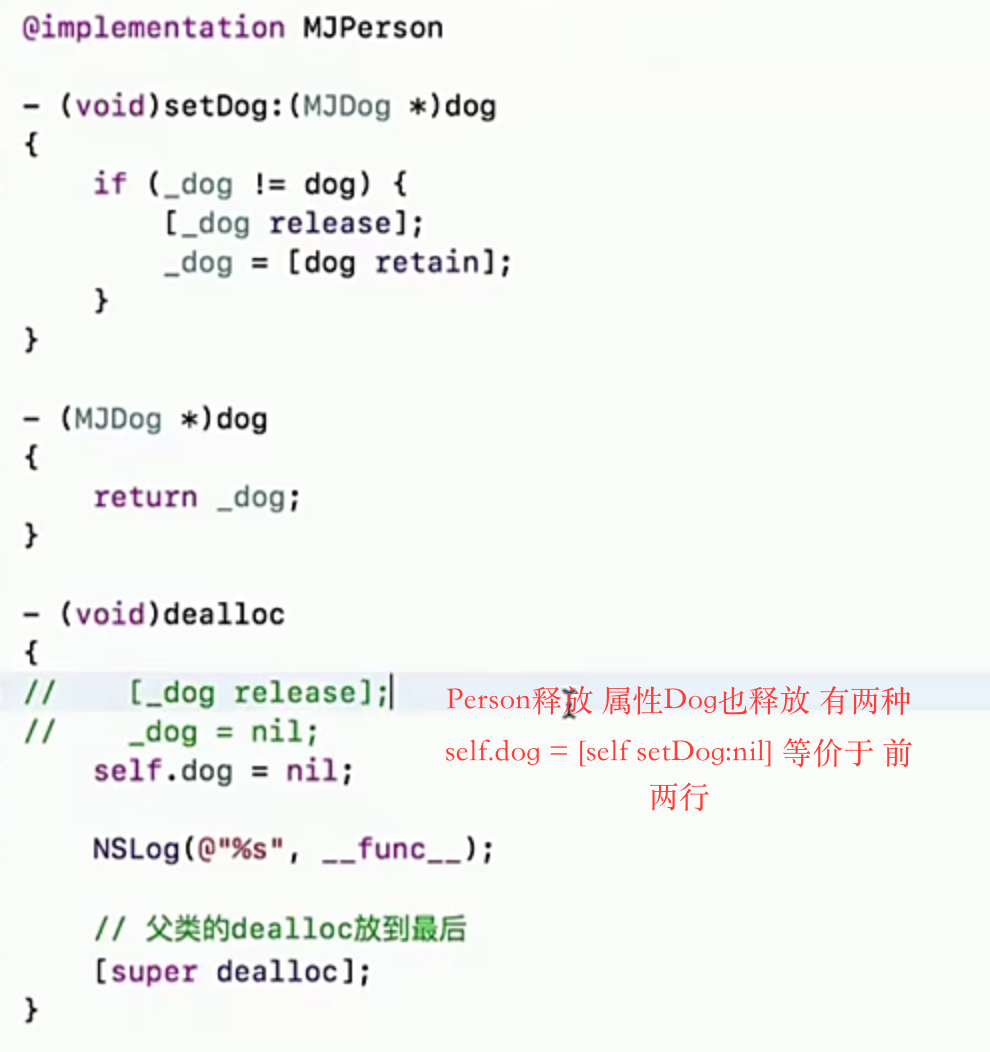 @implementation MJPerson
- (void)setDog:(MJDog *)dog
{
    if (_dog != dog) {
        [_dog release];
        _dog = [dog retain];
    }
}
- (MJDog *)dog
{
    return _dog;
}
- (void)dealloc
{
//    [_dog release];    Person释放 属性Dog也释放 有两种
//    _dog = nil;    self.dog = [self setDog:nil] 等价于 前
    self.dog = nil;    两行
    NSLog(@"%s", __func__);
    // 父类的dealloc放到最后
    [super dealloc];
}